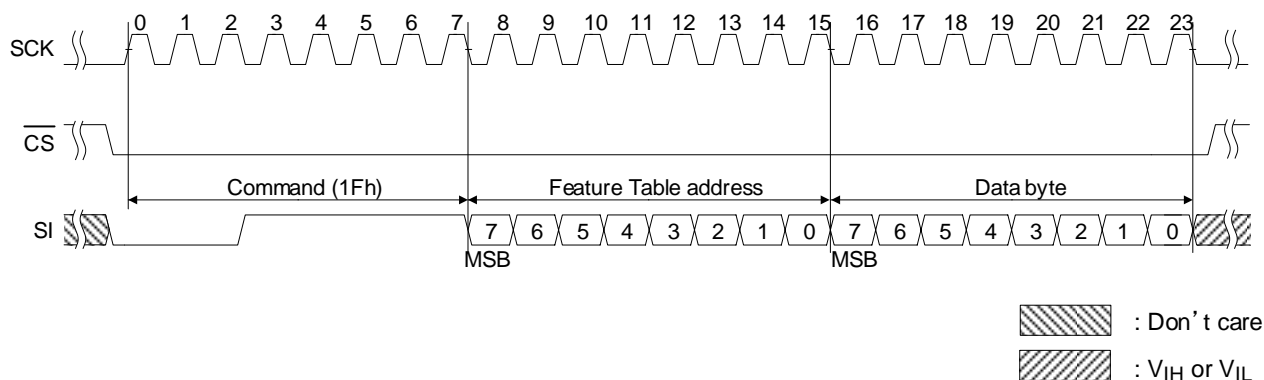 0 1 2 3 4 5 6 7 8 9 10 11 12 13 14 15 16 17 18 19 20 21 22 23
SCK
CS
Command (1Fh) Feature Table address Data byte
SI 7 6 5 4 3 2 1 0 7 6 5 4 3 2 1 0
MSB MSB
: Don't care
: VIH or VIL